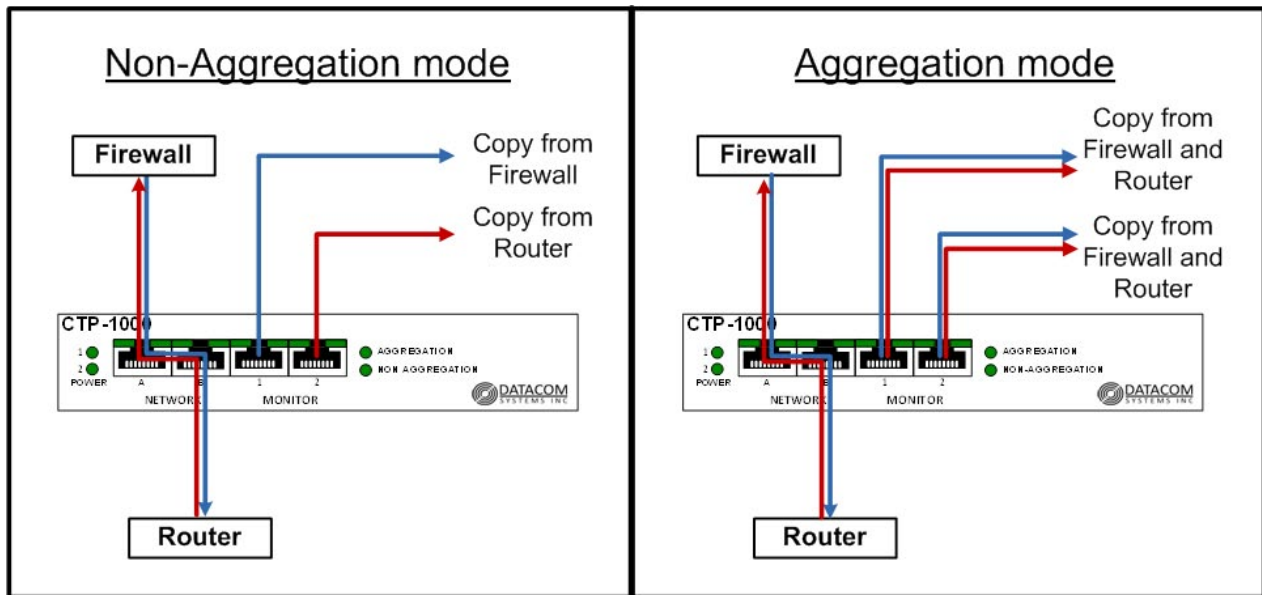 Non-Aggregation mode
Firewall
Copy from
Firewall
Copy from
Router
CTP-1000
1
2
POWER
A
B
1
2
AGGREGATION
NON AGGREGATION
NETWORK
MONITOR
DATACOM
SYSTEMS INC
Router
Aggregation mode
Firewall
Copy from
Firewall and
Router
Copy from
Firewall and
Router
CTP-1000
1
2
POWER
A
B
1
2
AGGREGATION
NON-AGGREGATION
NETWORK
MONITOR
DATACOM
SYSTEMS INC
Router